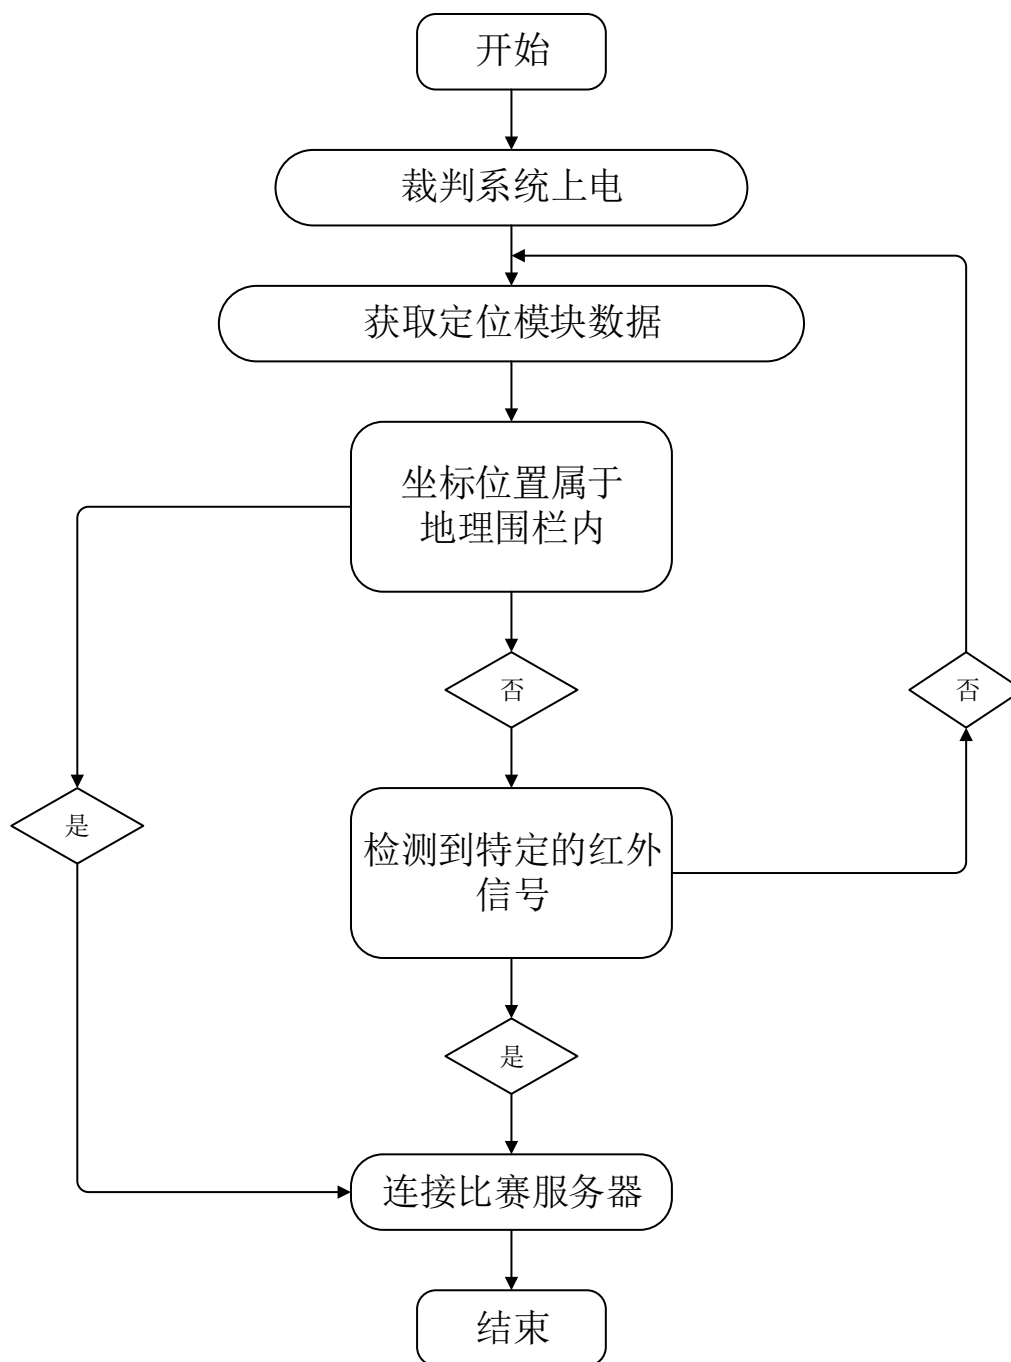 开始
裁判系统上电
获取定位模块数据
坐标位置属于
地理围栏内
否
否
是
检测到特定的红外
信号
是
连接比赛服务器
结束